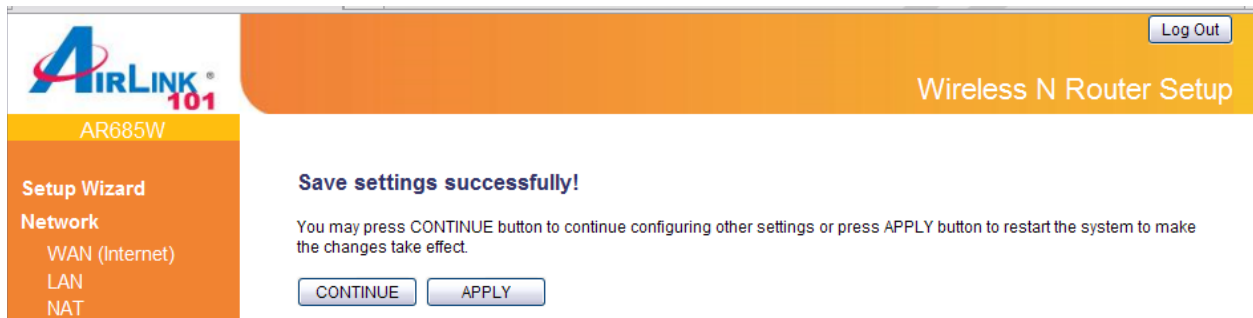 Log Out
AIRLINK®
101
Wireless N Router Setup
AR685W
Setup Wizard
Network
WAN (Internet)
LAN
NAT
Save settings successfully!
You may press CONTINUE button to continue configuring other settings or press APPLY button to restart the system to make
the changes take effect.
CONTINUE APPLY